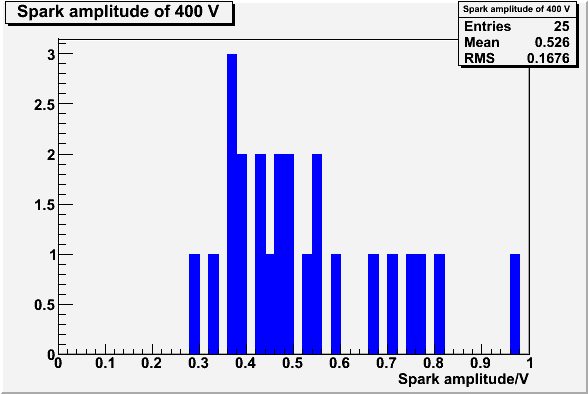 Spark amplitude of 400 V
Spark amplitude of 400 V
Entries 25
Mean 0.526
RMS 0.1676
3
2.5
2
1.5
1
0.5
0
0 0.1 0.2 0.3 0.4 0.5 0.6 0.7 0.8 0.9 1
Spark amplitude/V